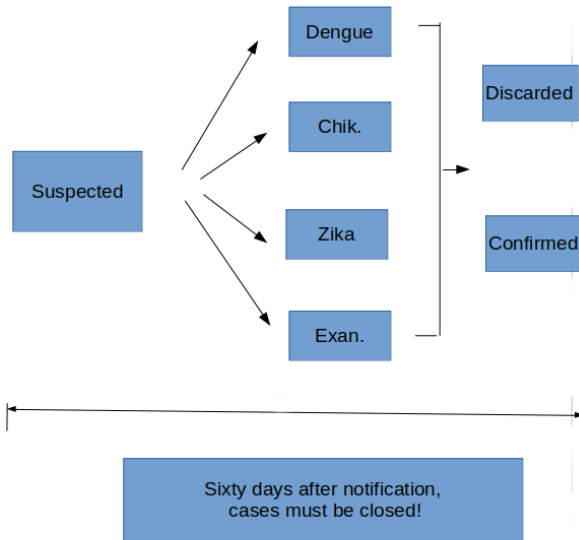 Dengue
Discarded
Chik.
Suspected
Zika
Confirmed
Exan.
Sixty days after notification,
cases must be closed!